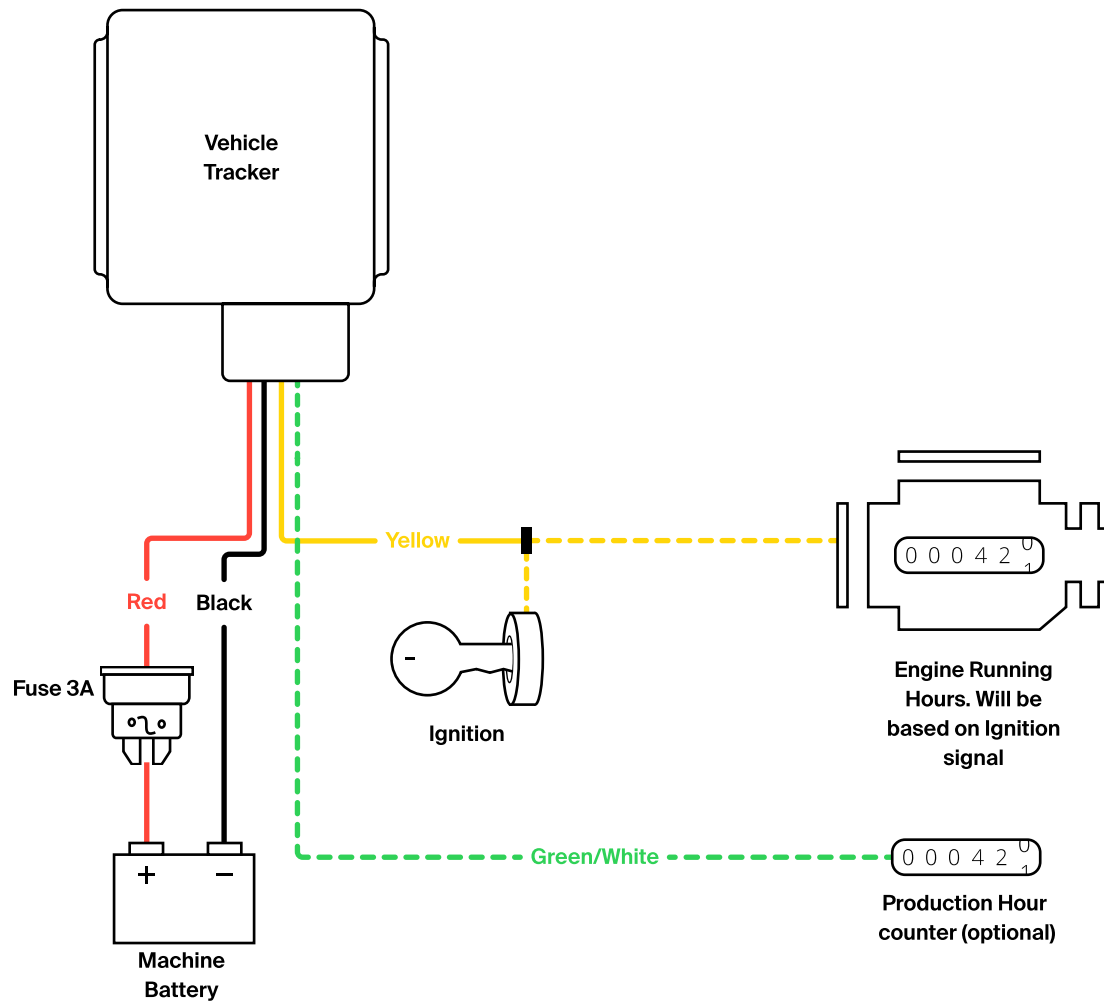 Vehicle
Tracker
Yellow
Red
Black
Fuse 3A
Ignition
0 0 0 4 2 0
1
Engine Running
Hours. Will be
based on Ignition
signal
Green/White
0 0 0 4 2 0
1
Production Hour
counter (optional)
+
−
Machine
Battery